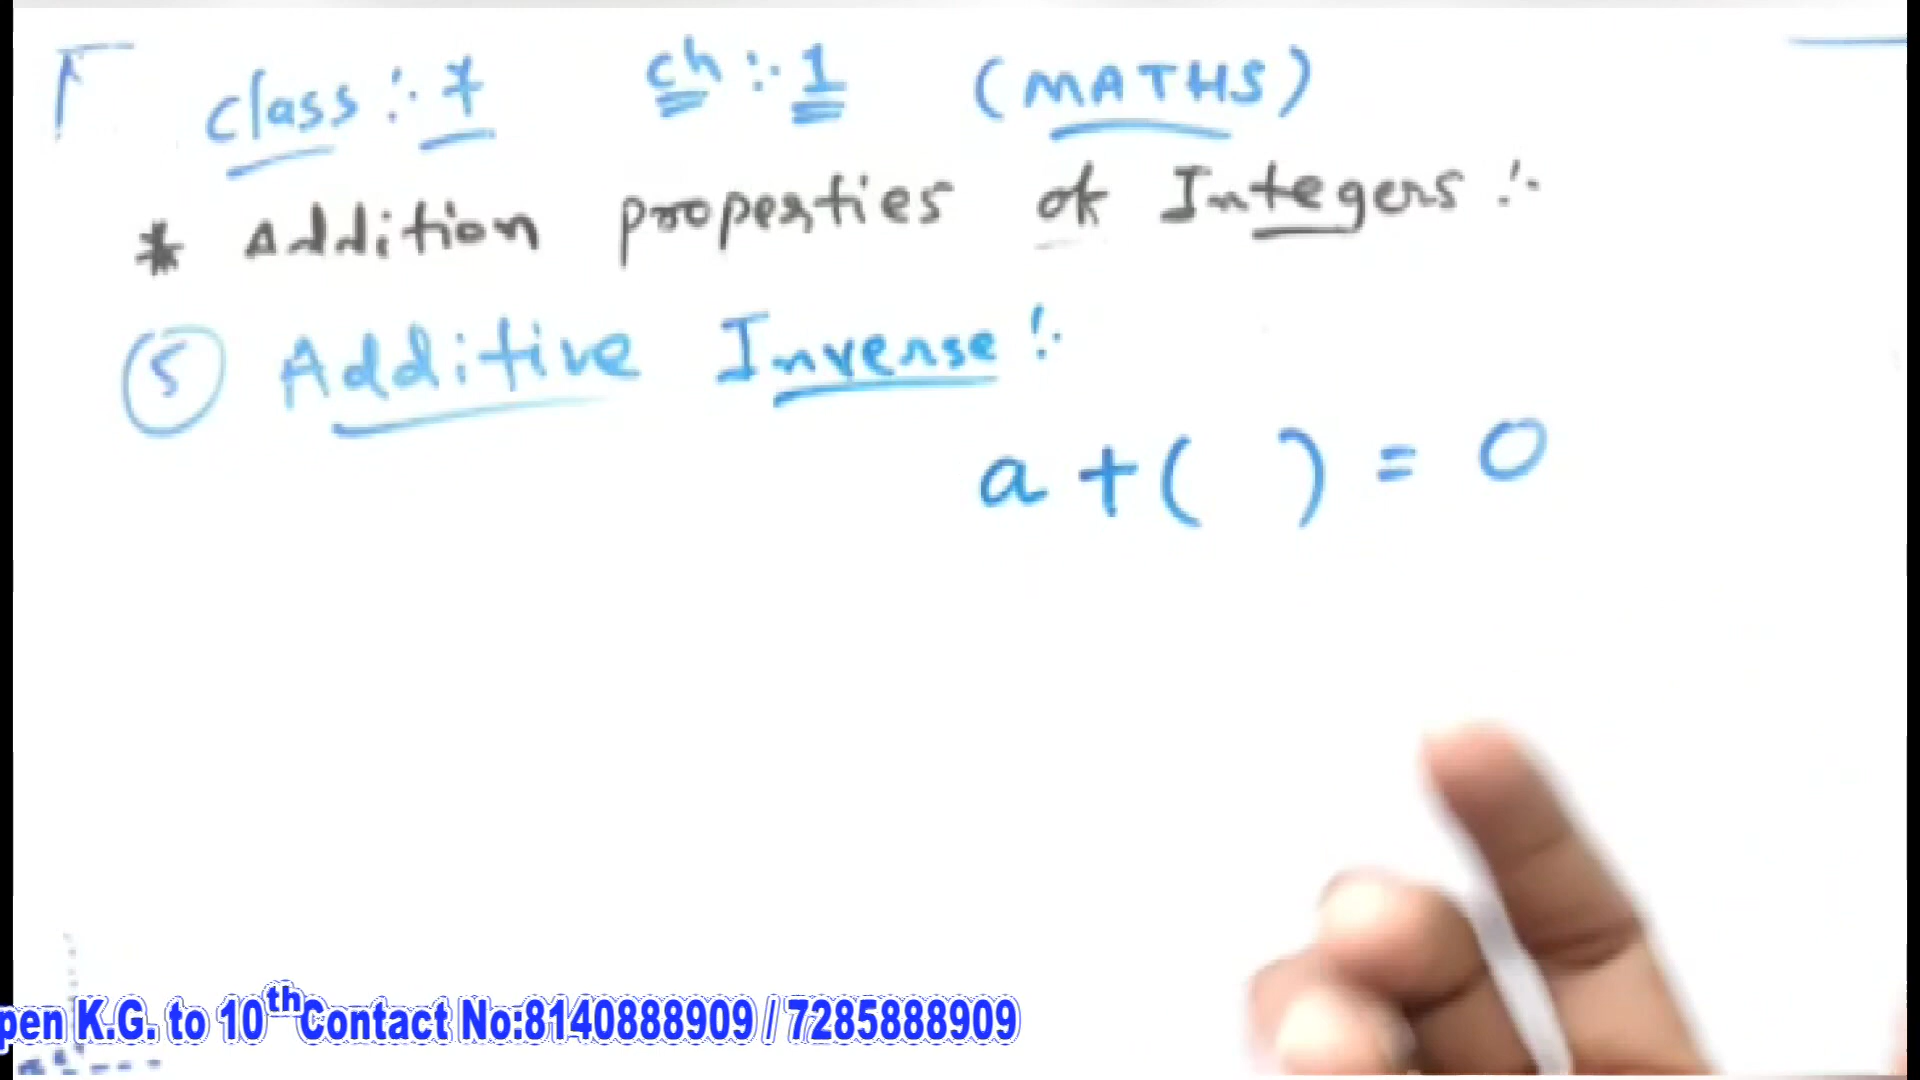 class:- 7 ch:- 1 (MATHS)
* Addition properties of Integers :-
⑤ Additive Inverse :-
a + ( ) = 0
pen K.G. to 10th Contact No:8140888909 / 7285888909